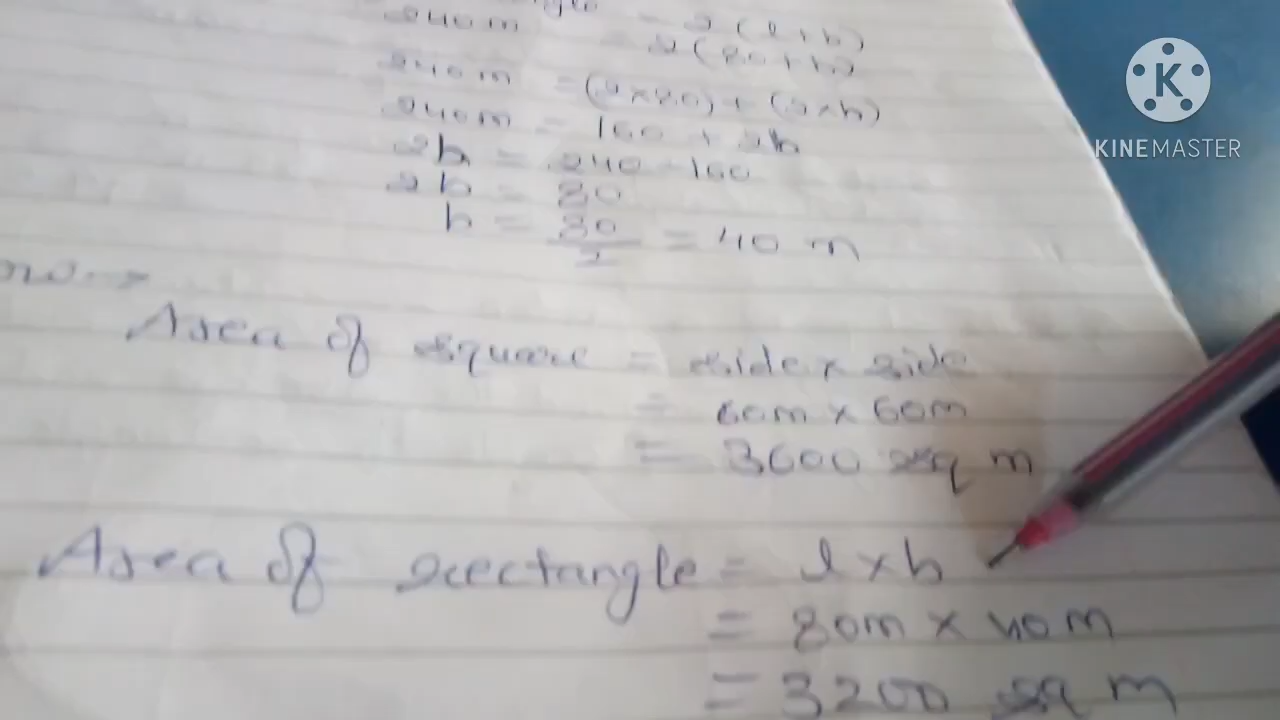 = 2 (l + b)
240m = 2 (80 + b)
240m = (2 × 80) + (2 × b)
240m = 160 + 2b
2b = 240 - 160
2b = 80
b = 80/2 = 40 m
Area of square = side × side
= 60m × 60m
= 3600 sq m
Area of rectangle = l × b
= 80m × 40m
= 3200 sq m
K
KINEMASTER